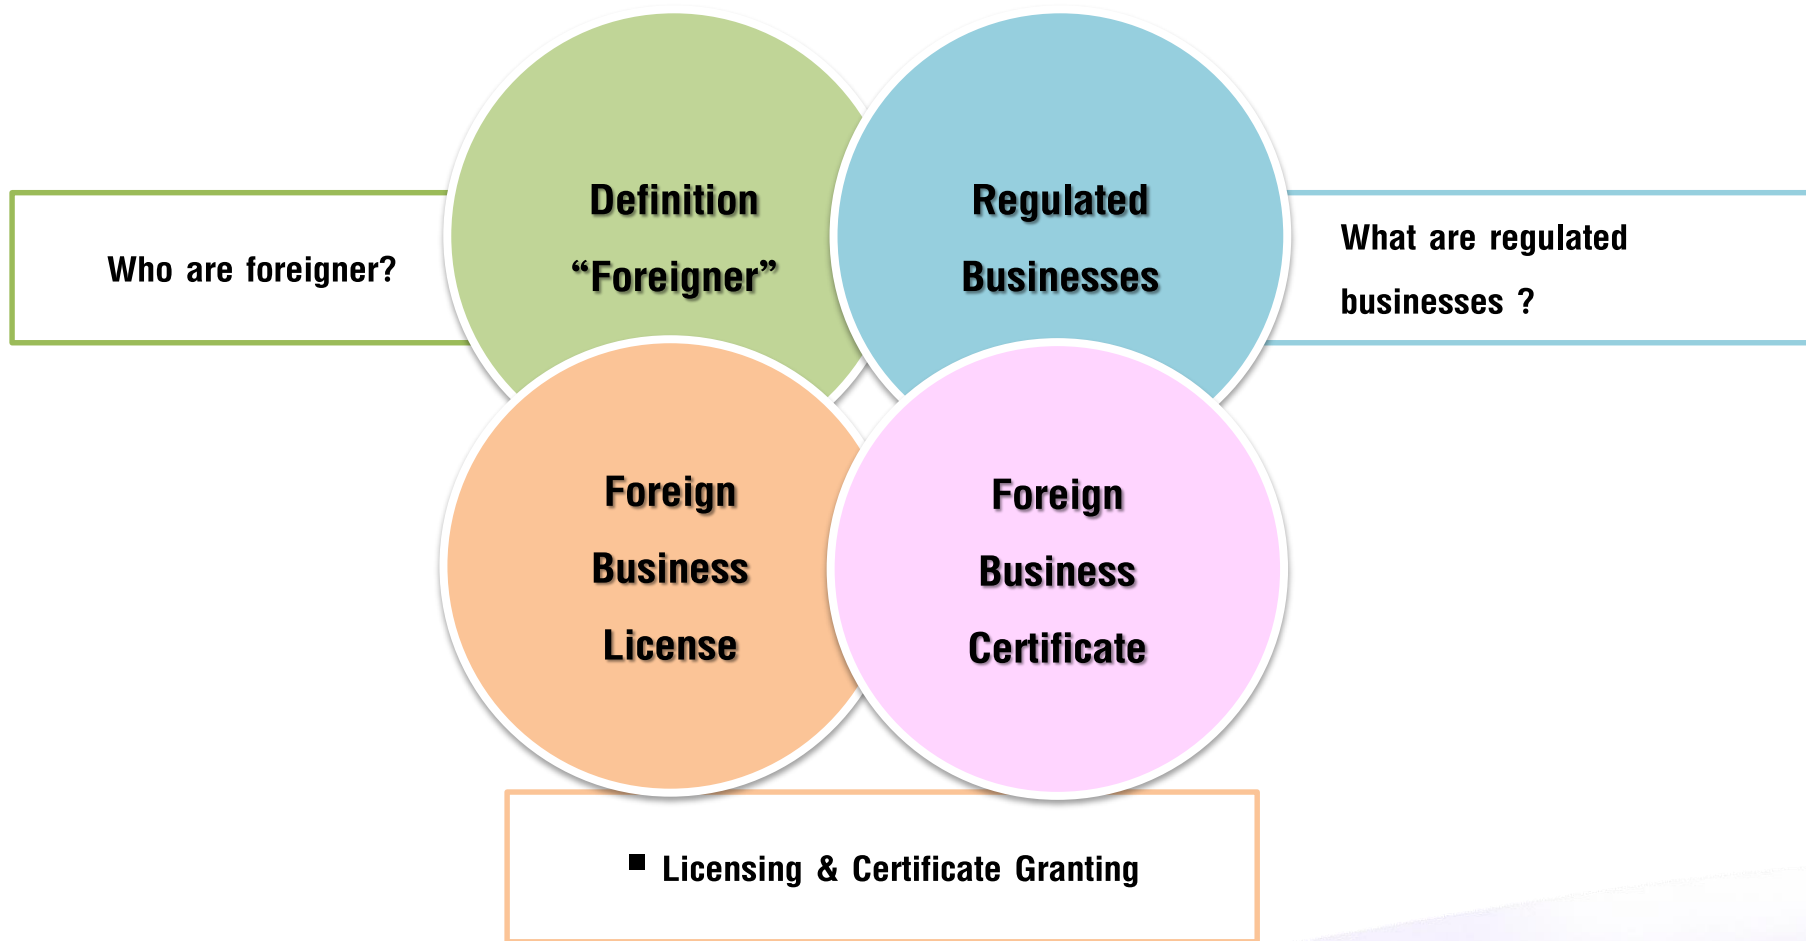 Definition
“Foreigner”
Regulated
Businesses
Who are foreigner?
What are regulated
businesses ?
Foreign
Business
License
Foreign
Business
Certificate
▪ Licensing & Certificate Granting